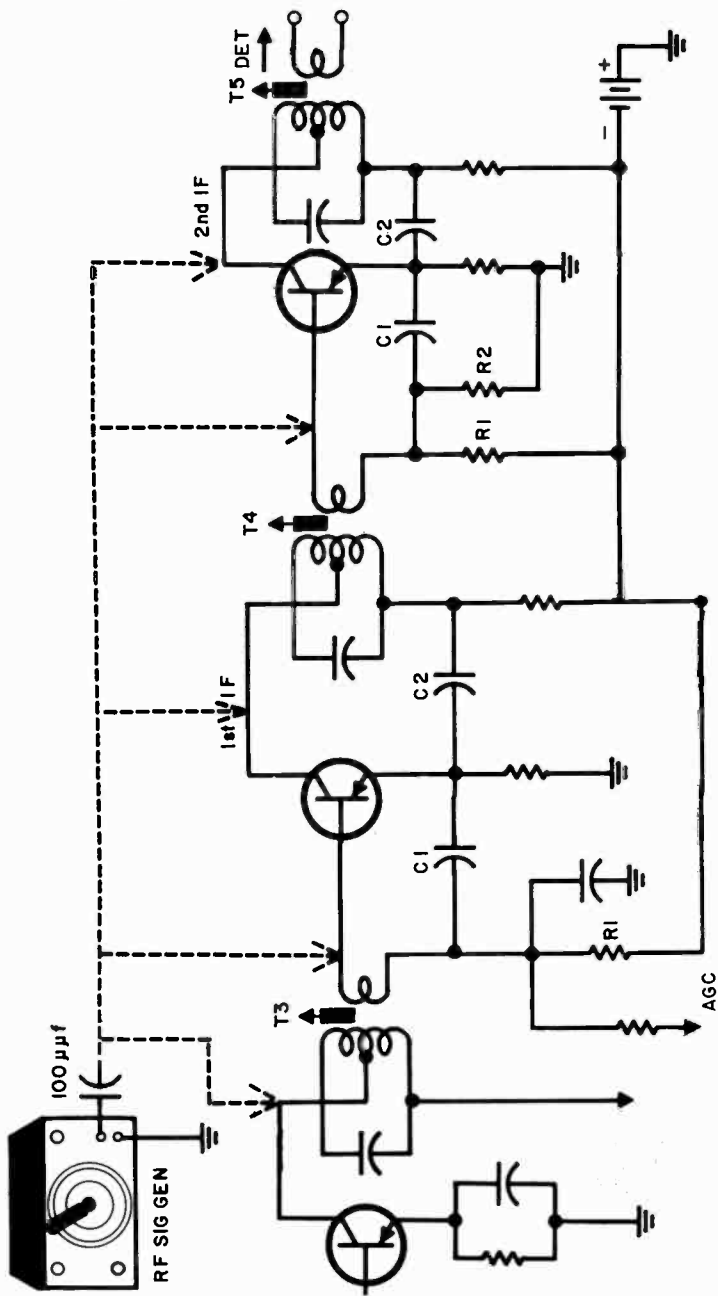 RF SIG GEN
100 µµf
T3
1st IF
T4
2nd IF
T5
DET
C1
C2
C1
C2
R1
AGC
R1
R2
-
+